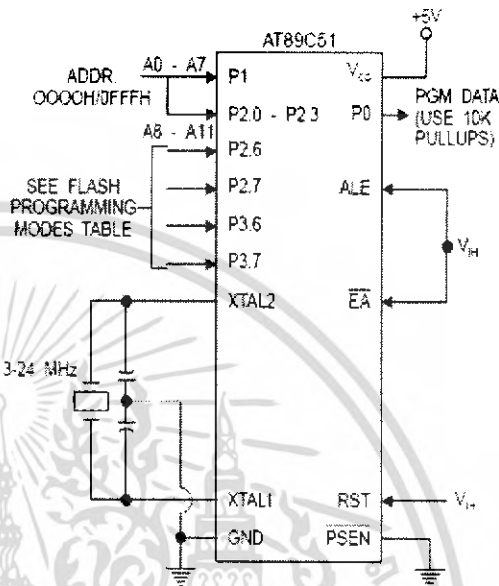 +5V
AT89C51
A0 - A7
ADDR.
OOOOH/0FFFH
P1
VCC
P2.0 - P2.3
P0
PGM DATA
(USE 10K
PULLUPS)
A8 - A11
P2.6
SEE FLASH
PROGRAMMING
MODES TABLE
P2.7
ALE
P3.6
VIH
P3.7
XTAL2
EA
3-24 MHz
XTAL1
RST
VIH
GND
PSEN